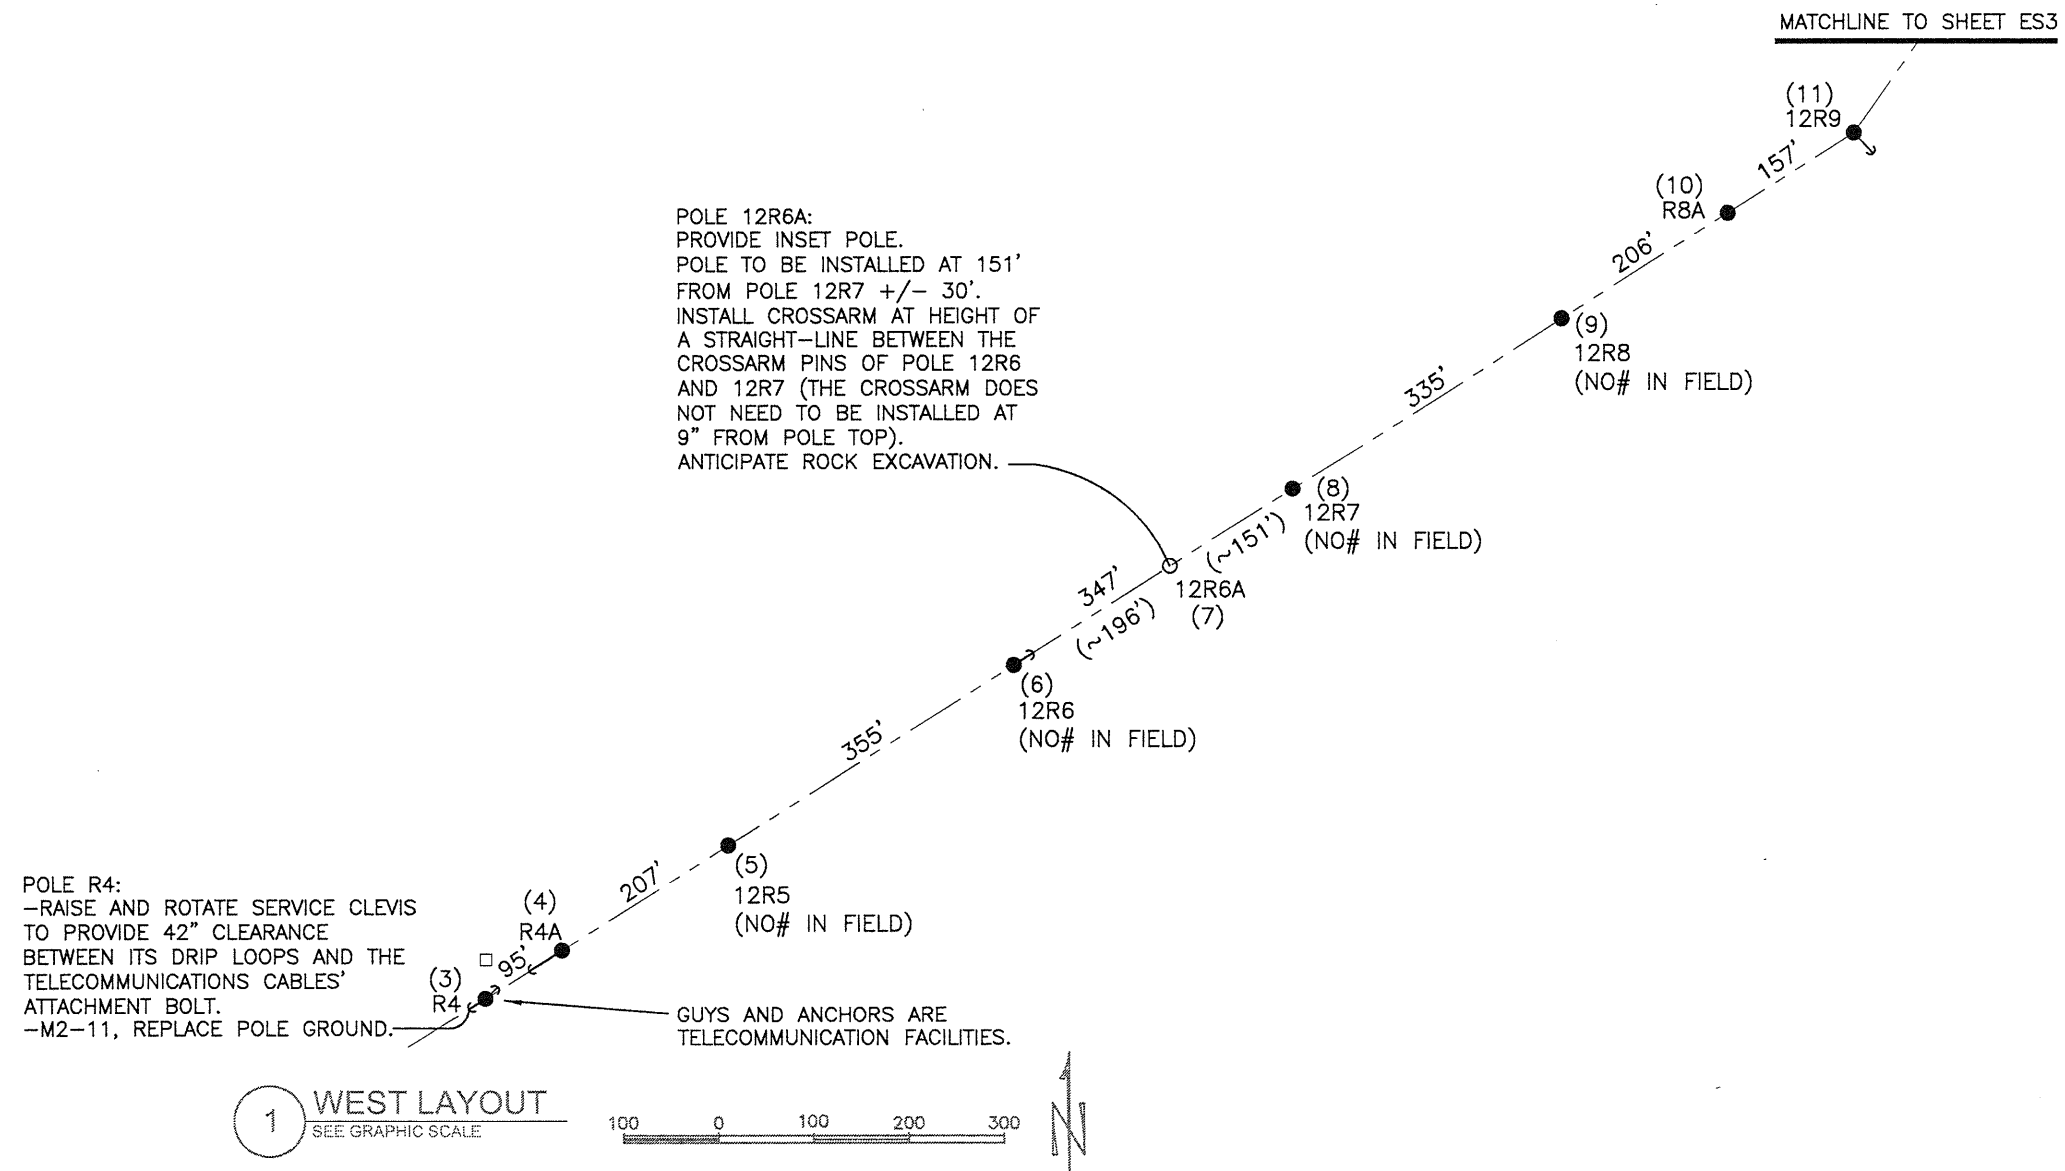 MATCHLINE TO SHEET ES3
(11)
12R9
157'
(10)
R8A
206'
(9)
12R8
(NO# IN FIELD)
335'
POLE 12R6A:
PROVIDE INSET POLE.
POLE TO BE INSTALLED AT 151'
FROM POLE 12R7 +/− 30'.
INSTALL CROSSARM AT HEIGHT OF
A STRAIGHT−LINE BETWEEN THE
CROSSARM PINS OF POLE 12R6
AND 12R7 (THE CROSSARM DOES
NOT NEED TO BE INSTALLED AT
9" FROM POLE TOP).
ANTICIPATE ROCK EXCAVATION.
(8)
12R7
(NO# IN FIELD)
(~151')
347'
(~196')
12R6A
(7)
(6)
12R6
(NO# IN FIELD)
355'
(5)
12R5
(NO# IN FIELD)
207'
(4)
R4A
95'
(3)
R4
POLE R4:
−RAISE AND ROTATE SERVICE CLEVIS
TO PROVIDE 42" CLEARANCE
BETWEEN ITS DRIP LOOPS AND THE
TELECOMMUNICATIONS CABLES'
ATTACHMENT BOLT.
−M2−11, REPLACE POLE GROUND.
GUYS AND ANCHORS ARE
TELECOMMUNICATION FACILITIES.
1
WEST LAYOUT
SEE GRAPHIC SCALE
100 0 100 200 300
N